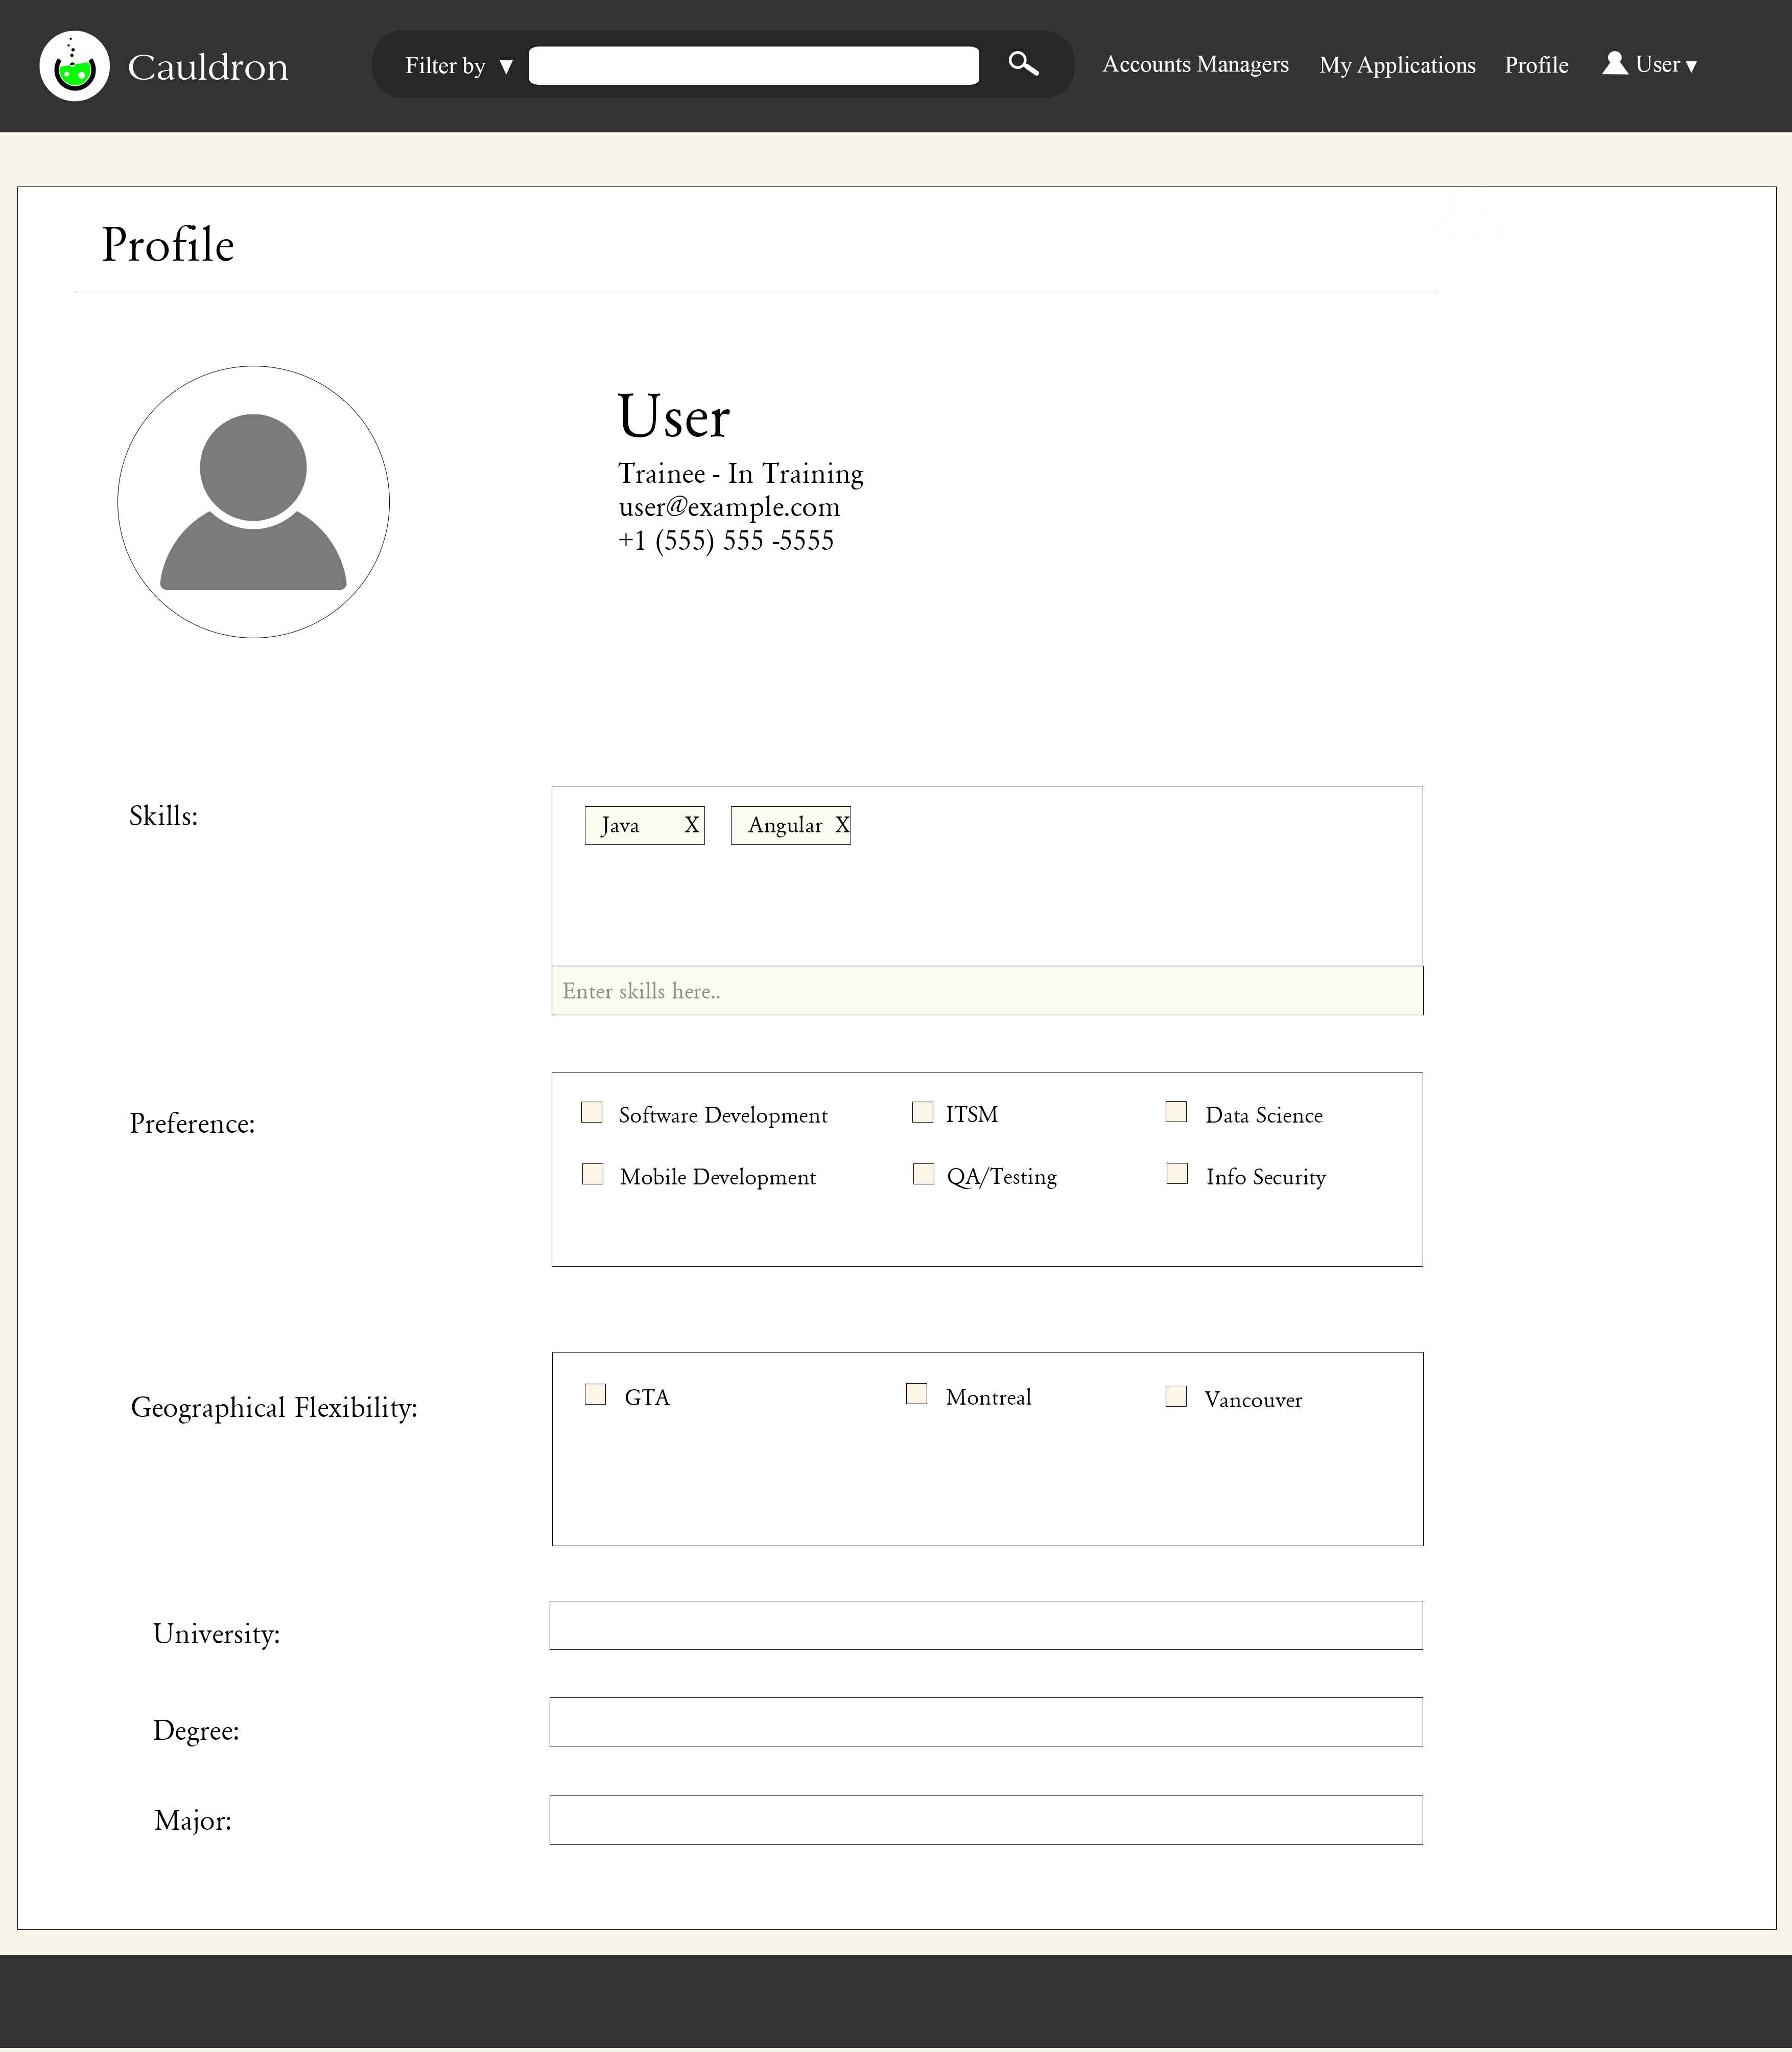 Cauldron
Filter by ▼
Accounts Managers
My Applications
Profile
User ▼
Profile
User
Trainee - In Training
user@example.com
+1 (555) 555 -5555
Skills:
Java X
Angular X
Enter skills here..
Preference:
Software Development
ITSM
Data Science
Mobile Development
QA/Testing
Info Security
Geographical Flexibility:
GTA
Montreal
Vancouver
University:
Degree:
Major: